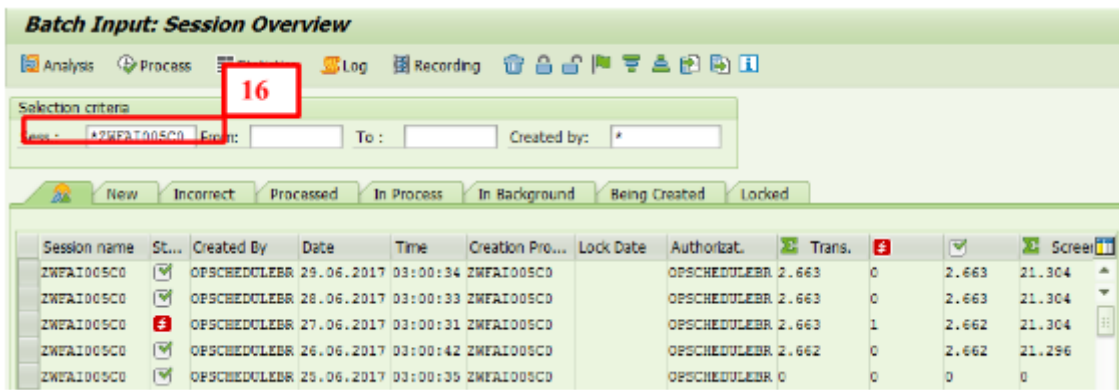 Batch Input: Session Overview
Analysis Process Log Recording
16
Selection criteria
Sess.: *ZWFAI005C0 From: To : Created by: *
New Incorrect Processed In Process In Background Being Created Locked
Session name St... Created By Date Time Creation Pro... Lock Date Authorizat. Trans. Screen
ZWFAI005C0 OPSCHEDULEBR 29.06.2017 03:00:34 ZWFAI005C0 OPSCHEDULEBR 2.663 0 2.663 21.304
ZWFAI005C0 OPSCHEDULEBR 28.06.2017 03:00:33 ZWFAI005C0 OPSCHEDULEBR 2.663 0 2.663 21.304
ZWFAI005C0 OPSCHEDULEBR 27.06.2017 03:00:31 ZWFAI005C0 OPSCHEDULEBR 2.663 1 2.662 21.304
ZWFAI005C0 OPSCHEDULEBR 26.06.2017 03:00:42 ZWFAI005C0 OPSCHEDULEBR 2.662 0 2.662 21.296
ZWFAI005C0 OPSCHEDULEBR 25.06.2017 03:00:35 ZWFAI005C0 OPSCHEDULEBR 0 0 0 0